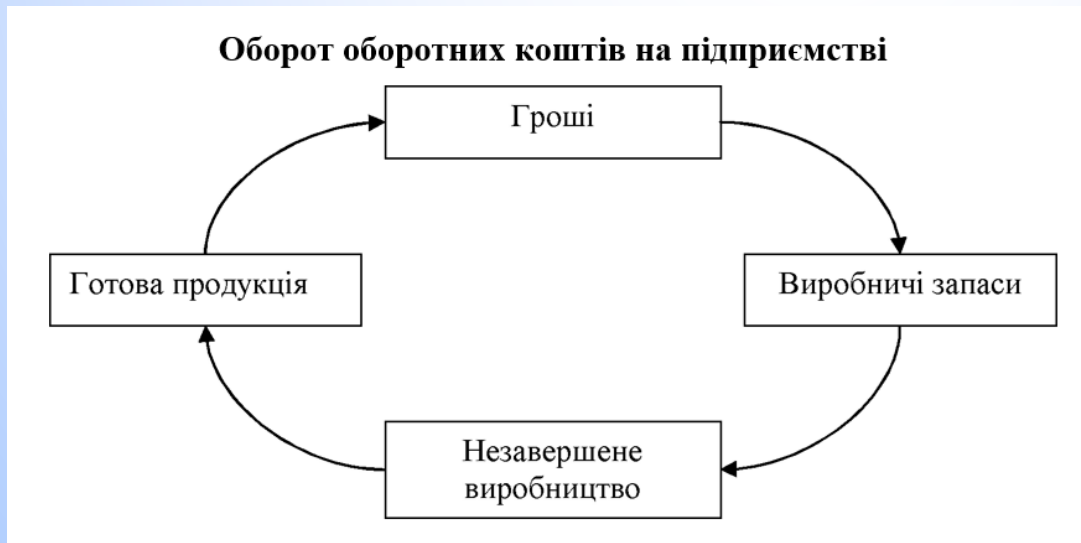 Оборот оборотних коштів на підприємстві
Гроші
Готова продукція
Виробничі запаси
Незавершене
виробництво